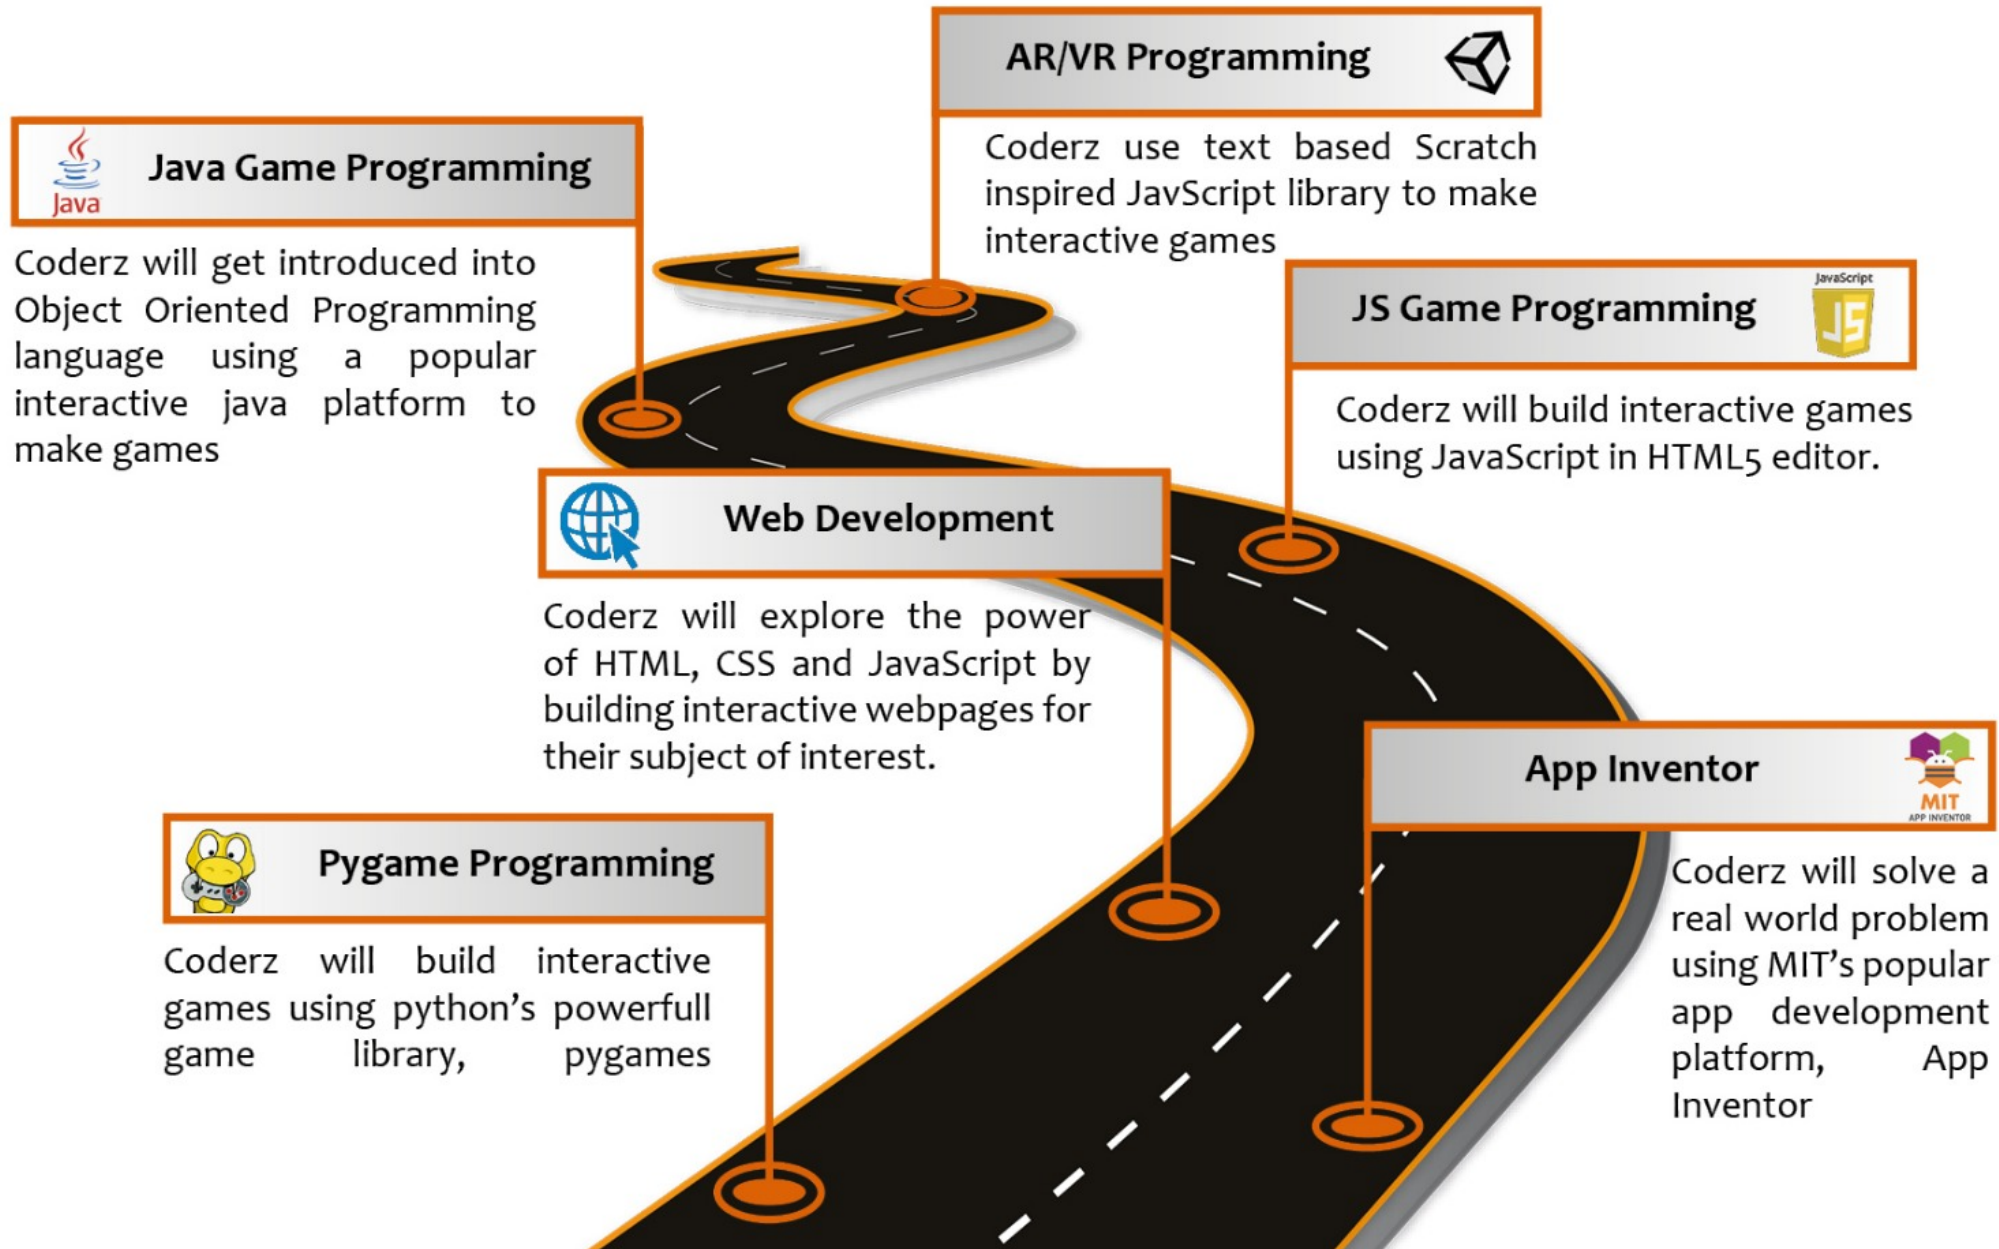 AR/VR Programming
Coderz use text based Scratch
inspired JavScript library to make
interactive games
Java
Java Game Programming
Coderz will get introduced into
Object Oriented Programming
language using a popular
interactive java platform to
make games
JavaScript
JS
JS Game Programming
Coderz will build interactive games
using JavaScript in HTML5 editor.
Web Development
Coderz will explore the power
of HTML, CSS and JavaScript by
building interactive webpages for
their subject of interest.
App Inventor
MIT
APP INVENTOR
Coderz will solve a
real world problem
using MIT's popular
app development
platform, App
Inventor
Pygame Programming
Coderz will build interactive
games using python's powerfull
game library, pygames